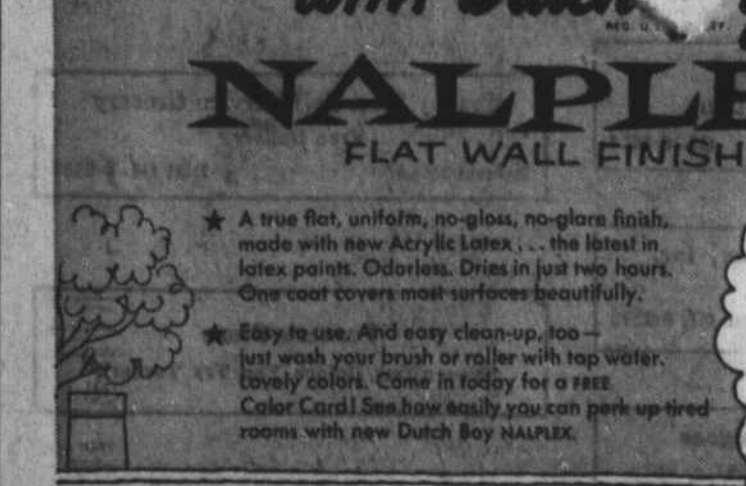 with Dutch
REG. U.S.
NALPLE
FLAT WALL FINISH
★ A true flat, uniform, no-gloss, no-glare finish,
made with new Acrylic Latex . . . the latest in
latex paints. Odorless. Dries in just two hours.
One coat covers most surfaces beautifully.
★ Easy to use. And easy clean-up, too—
just wash your brush or roller with tap water.
Lovely colors. Come in today for a FREE
Color Card! See how easily you can perk up tired
rooms with new Dutch Boy NALPLEX.